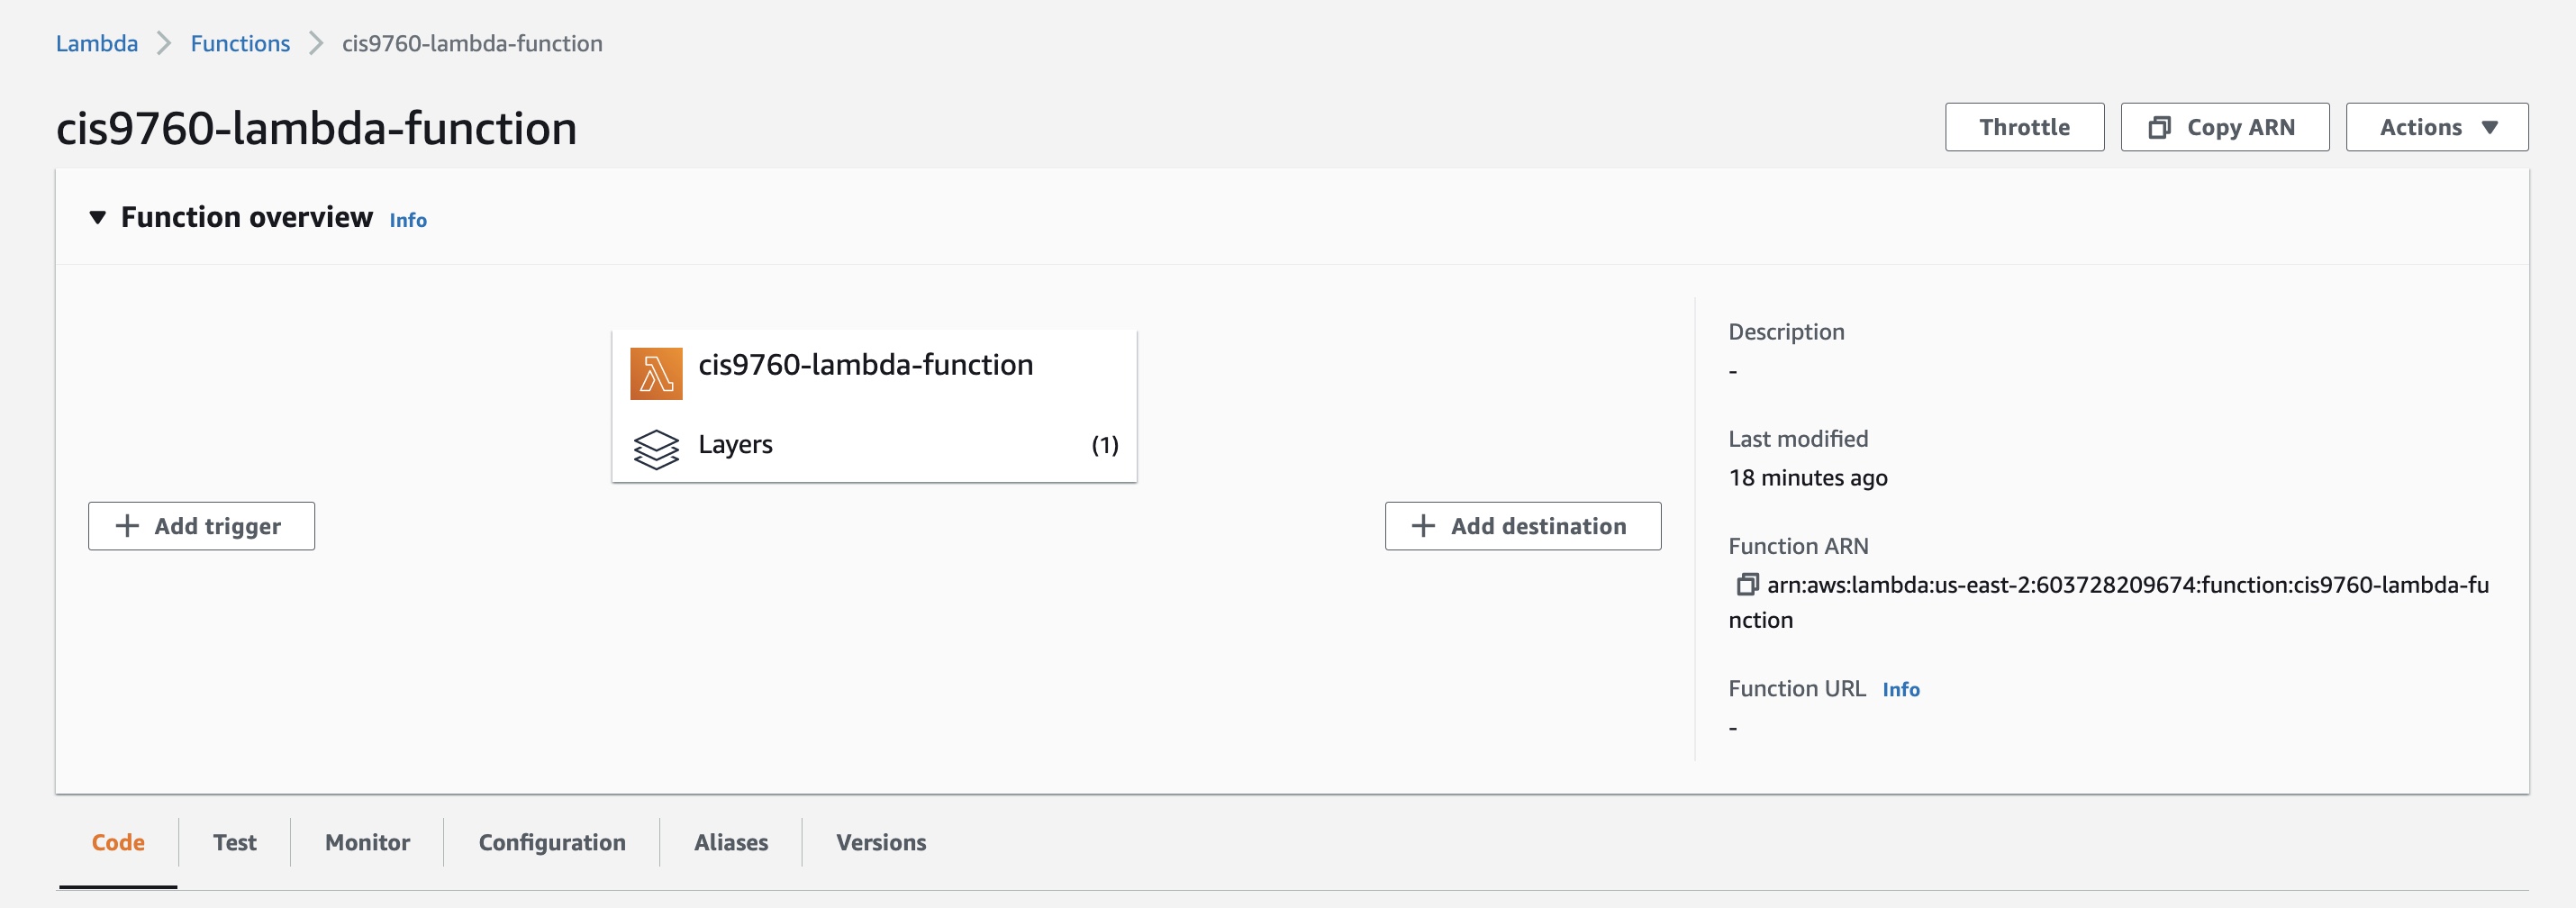 Lambda > Functions > cis9760-lambda-function
cis9760-lambda-function
Throttle
Copy ARN
Actions
Function overview Info
cis9760-lambda-function
Layers (1)
Add trigger
Add destination
Description
-
Last modified
18 minutes ago
Function ARN
arn:aws:lambda:us-east-2:603728209674:function:cis9760-lambda-fu
nction
Function URL Info
-
Code
Test
Monitor
Configuration
Aliases
Versions